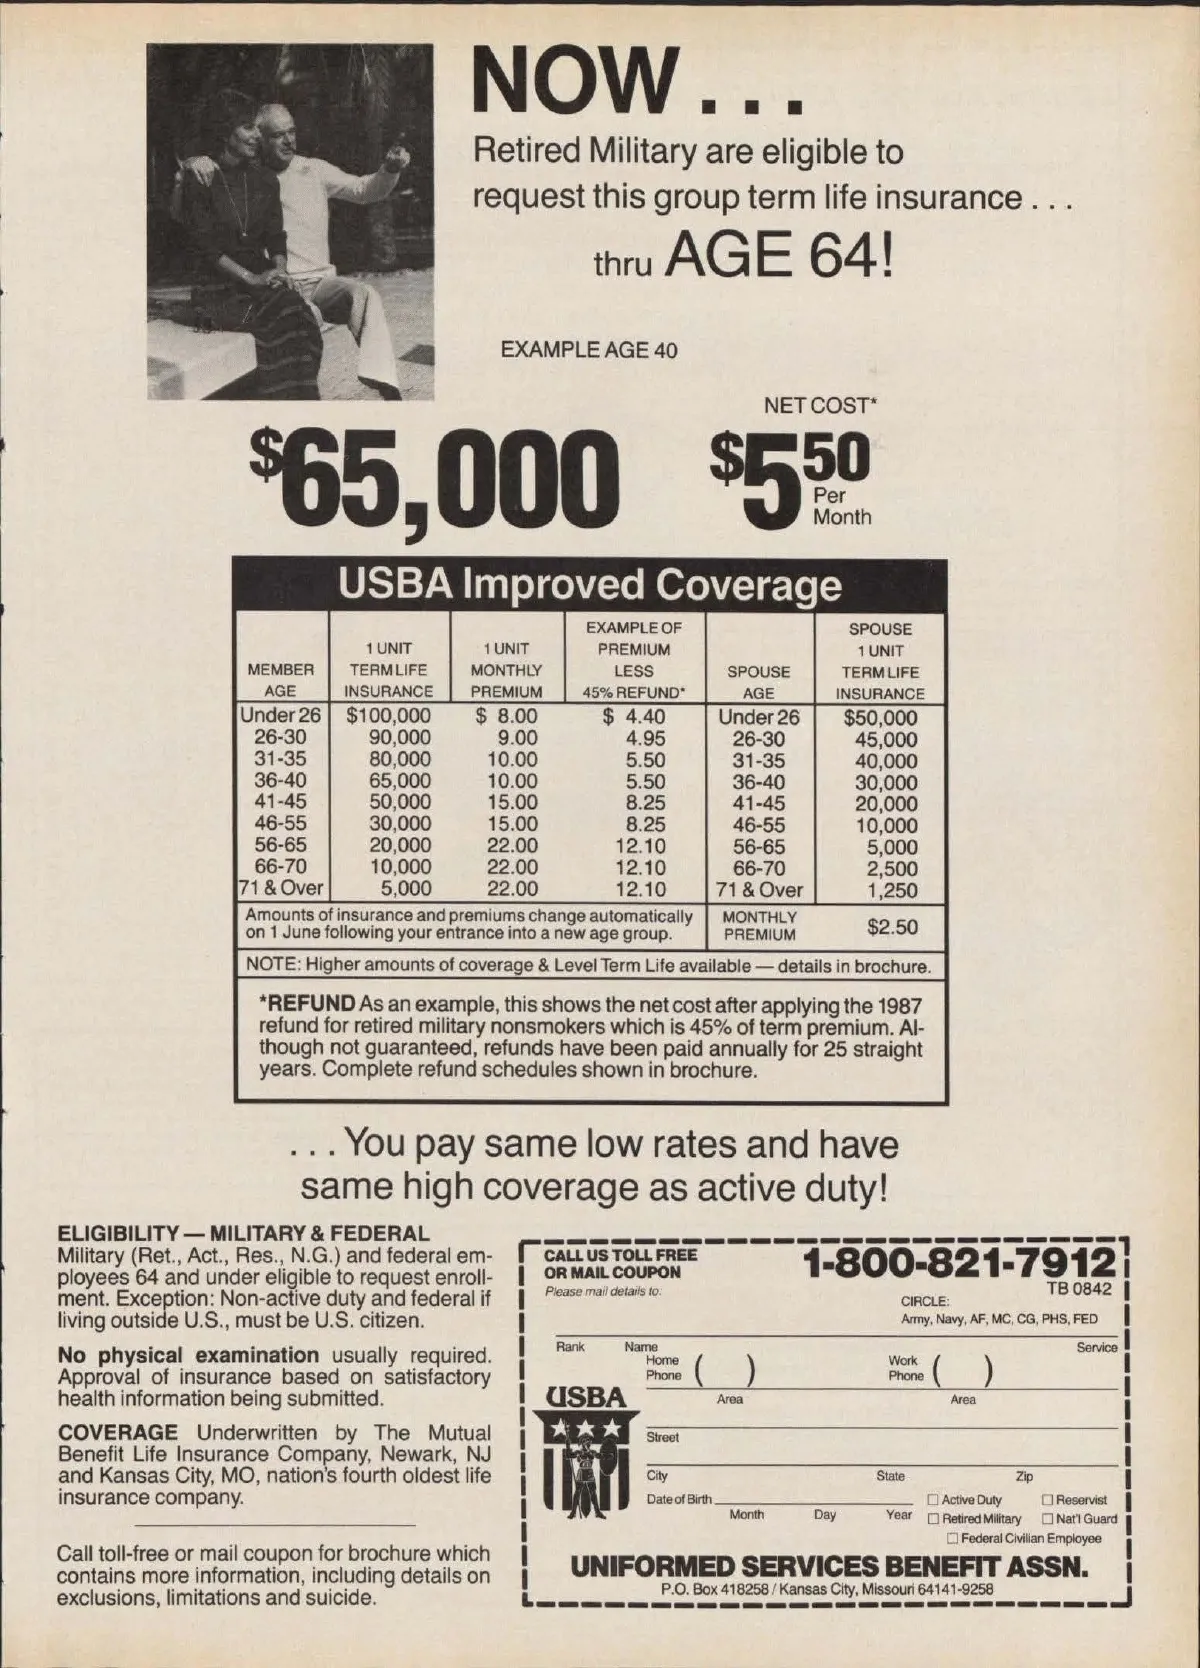 NOW . . .
Retired Military are eligible to
request this group term life insurance . . .
thru AGE 64!
EXAMPLE AGE 40
NET COST*
$65,000 $5 50
Per
Month
USBA Improved Coverage
MEMBER AGE | 1 UNIT TERM LIFE INSURANCE | 1 UNIT MONTHLY PREMIUM | EXAMPLE OF PREMIUM LESS 45% REFUND* | SPOUSE AGE | SPOUSE 1 UNIT TERM LIFE INSURANCE
Under 26 $100,000 $ 8.00 $ 4.40 Under 26 $50,000
26-30 90,000 9.00 4.95 26-30 45,000
31-35 80,000 10.00 5.50 31-35 40,000
36-40 65,000 10.00 5.50 36-40 30,000
41-45 50,000 15.00 8.25 41-45 20,000
46-55 30,000 15.00 8.25 46-55 10,000
56-65 20,000 22.00 12.10 56-65 5,000
66-70 10,000 22.00 12.10 66-70 2,500
71 & Over 5,000 22.00 12.10 71 & Over 1,250
Amounts of insurance and premiums change automatically
on 1 June following your entrance into a new age group.
MONTHLY
PREMIUM
$2.50
NOTE: Higher amounts of coverage & Level Term Life available — details in brochure.
*REFUND As an example, this shows the net cost after applying the 1987
refund for retired military nonsmokers which is 45% of term premium. Al-
though not guaranteed, refunds have been paid annually for 25 straight
years. Complete refund schedules shown in brochure.
. . . You pay same low rates and have
same high coverage as active duty!
ELIGIBILITY — MILITARY & FEDERAL
Military (Ret., Act., Res., N.G.) and federal em-
ployees 64 and under eligible to request enroll-
ment. Exception: Non-active duty and federal if
living outside U.S., must be U.S. citizen.
No physical examination usually required.
Approval of insurance based on satisfactory
health information being submitted.
COVERAGE Underwritten by The Mutual
Benefit Life Insurance Company, Newark, NJ
and Kansas City, MO, nation's fourth oldest life
insurance company.
Call toll-free or mail coupon for brochure which
contains more information, including details on
exclusions, limitations and suicide.
CALL US TOLL FREE
OR MAIL COUPON
1-800-821-7912
Please mail details to:
TB 0842
CIRCLE:
Army, Navy, AF, MC, CG, PHS, FED
Rank Name Service
Home
Phone ( )
Work
Phone ( )
Area Area
USBA
Street
City State Zip
Date of Birth
Month Day Year
Active Duty Reservist
Retired Military Nat'l Guard
Federal Civilian Employee
UNIFORMED SERVICES BENEFIT ASSN.
P.O. Box 418258 / Kansas City, Missouri 64141-9258